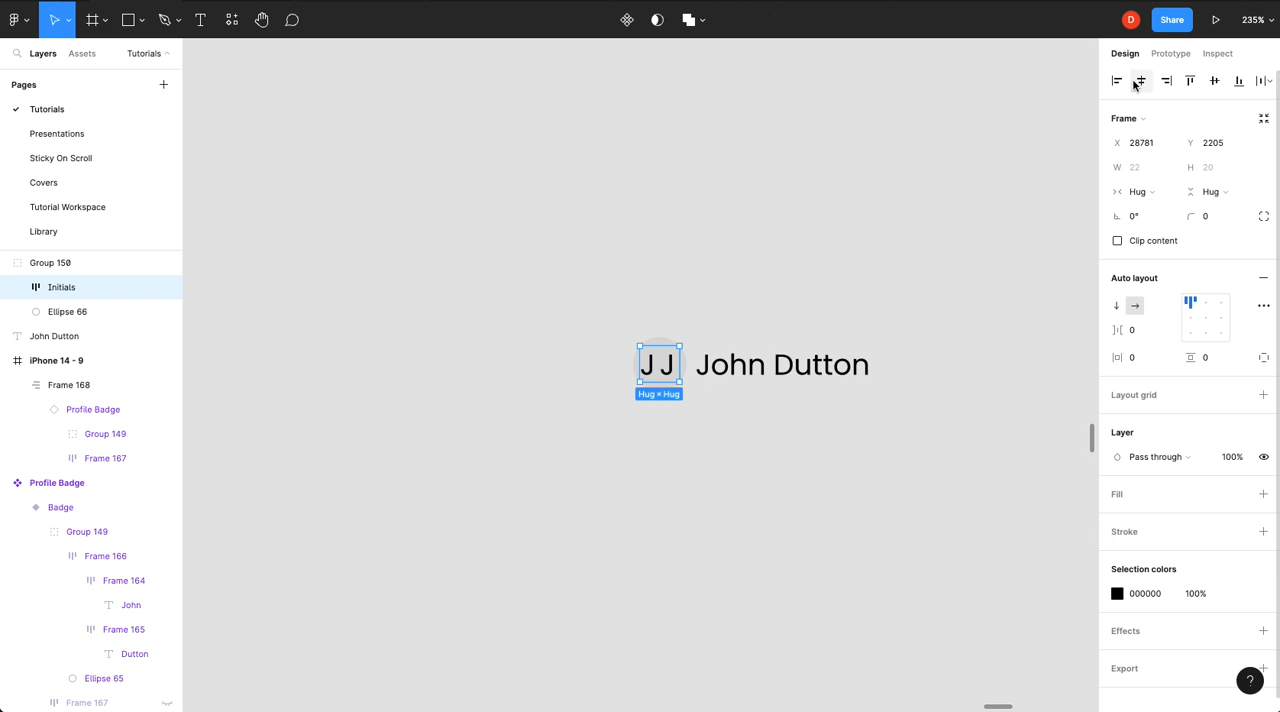 Share
235%
Layers
Assets
Tutorials
Design
Prototype
Inspect
Pages
Tutorials
Presentations
Sticky On Scroll
Covers
Tutorial Workspace
Library
Group 150
Initials
Ellipse 66
John Dutton
iPhone 14 - 9
Frame 168
Profile Badge
Group 149
Frame 167
Profile Badge
Badge
Group 149
Frame 166
Frame 164
John
Frame 165
Dutton
Ellipse 65
Frame 167
J J John Dutton
Hug × Hug
Frame
X 28781 Y 2205
W 22 H 20
Hug Hug
0° 0
Clip content
Auto layout
0
0 0
Layout grid
Layer
Pass through 100%
Fill
Stroke
Selection colors
000000 100%
Effects
Export
D
?